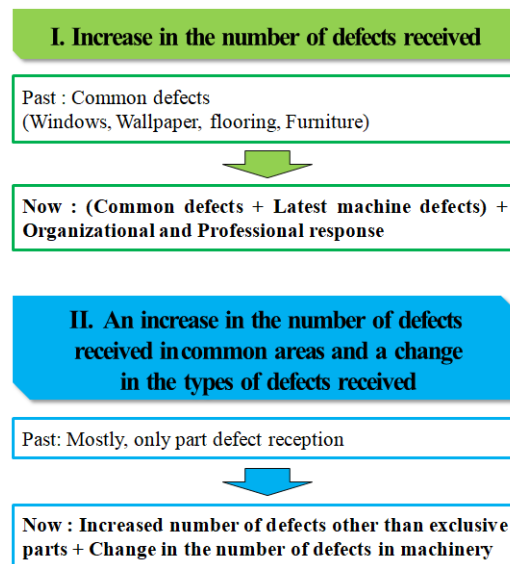 I. Increase in the number of defects received
Past : Common defects
(Windows, Wallpaper, flooring, Furniture)
Now : (Common defects + Latest machine defects) +
Organizational and Professional response
II. An increase in the number of defects
received incommon areas and a change
in the types of defects received
Past: Mostly, only part defect reception
Now : Increased number of defects other than exclusive
parts + Change in the number of defects in machinery